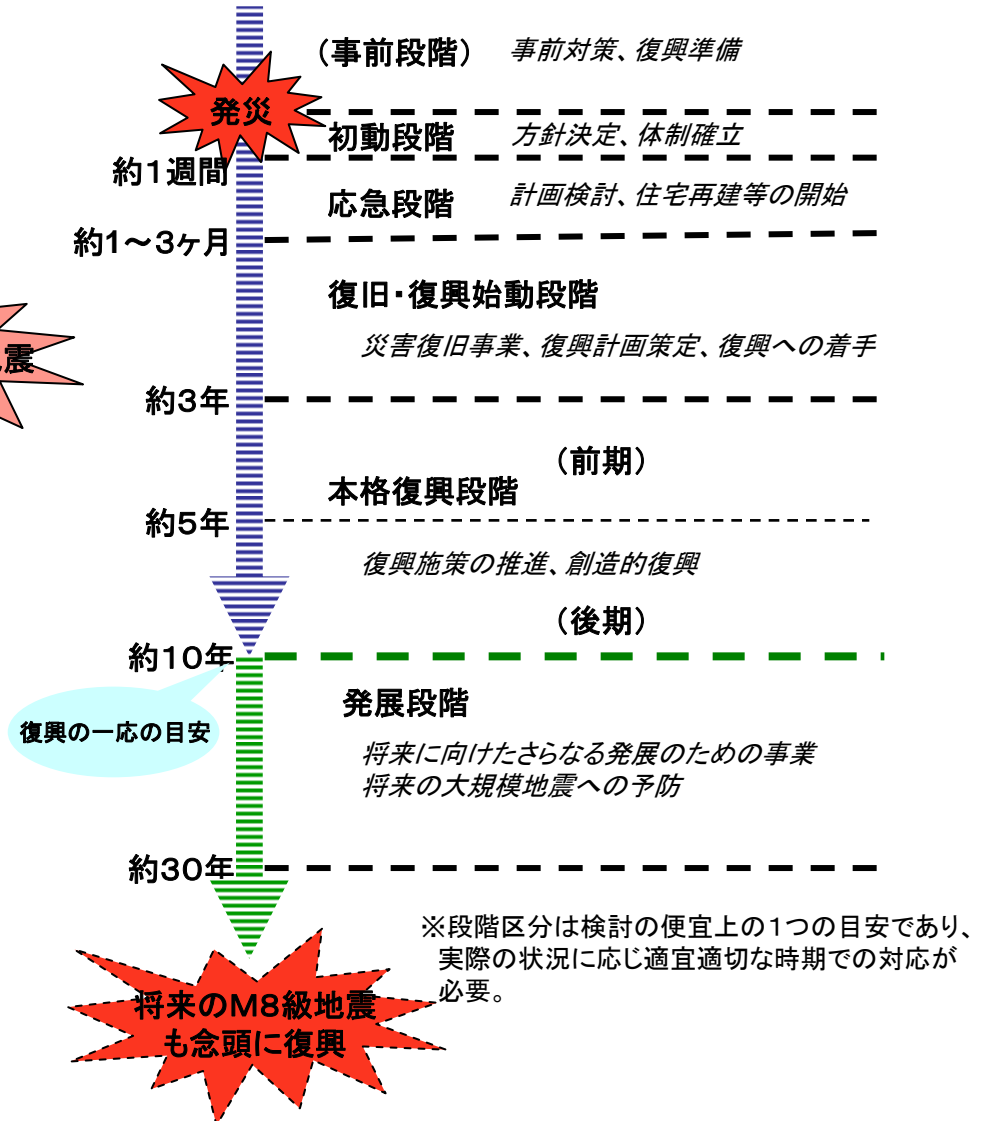 (事前段階) 事前対策、復興準備
発災
初動段階 方針決定、体制確立
約1週間
応急段階 計画検討、住宅再建等の開始
約1~3ヶ月
復旧・復興始動段階
災害復旧事業、復興計画策定、復興への着手
震
約3年
(前期)
本格復興段階
約5年
復興施策の推進、創造的復興
(後期)
約10年
復興の一応の目安
発展段階
将来に向けたさらなる発展のための事業
将来の大規模地震への予防
約30年
※段階区分は検討の便宜上の1つの目安であり、
実際の状況に応じ適宜適切な時期での対応が
必要。
将来のM8級地震
も念頭に復興